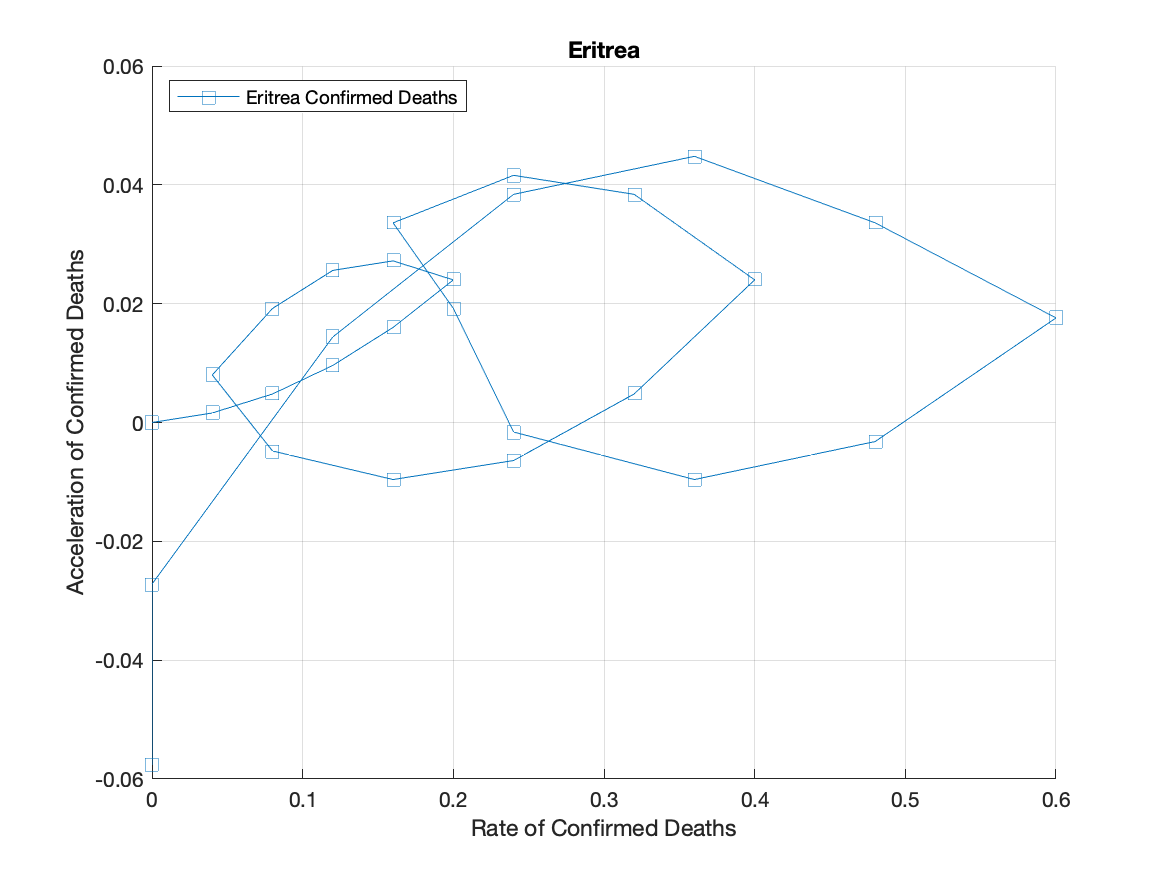 Eritrea
Eritrea Confirmed Deaths
Acceleration of Confirmed Deaths
0.06
0.04
0.02
0
-0.02
-0.04
-0.06
0 0.1 0.2 0.3 0.4 0.5 0.6
Rate of Confirmed Deaths